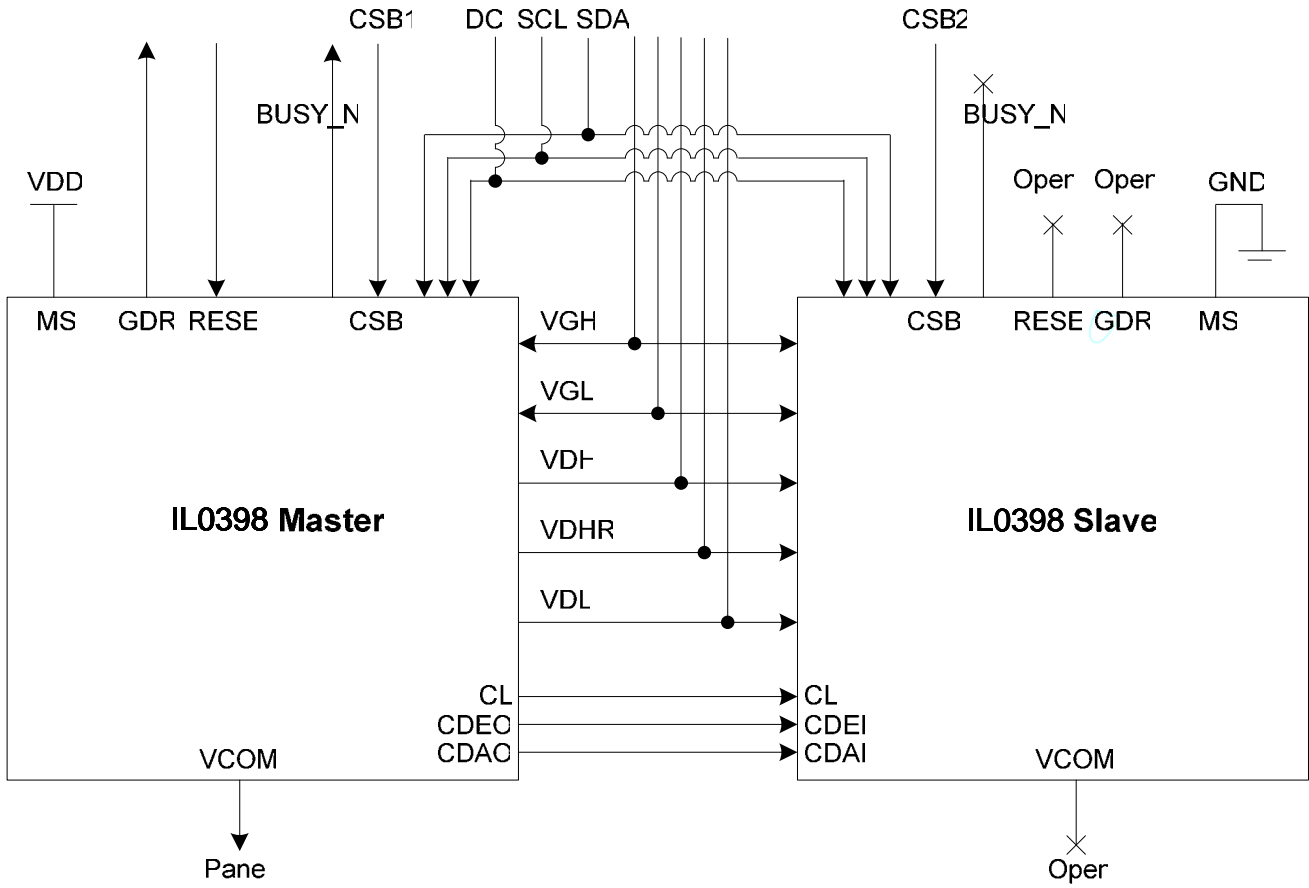 CSB1 DC SCL SDA CSB2
BUSY_N BUSY_N
VDD Oper Oper GND
MS GDR RESE CSB VGH CSB RESE GDR MS
VGL
VDH
IL0398 Master IL0398 Slave
VDHR
VDL
CL CL
CDEO CDEI
CDAO CDAI
VCOM VCOM
Pane Oper